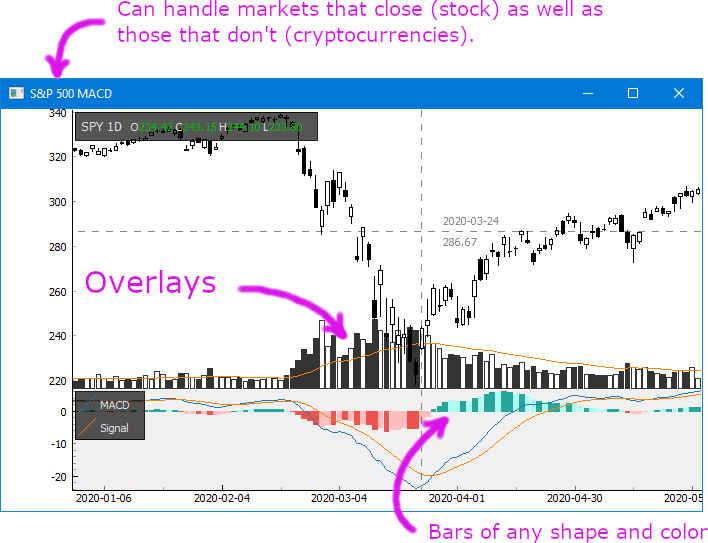 Can handle markets that close (stock) as well as
those that don't (cryptocurrencies).
S&P 500 MACD
340
SPY 1D O234.42 C243.15 H L233.80
320
300
2020-03-24
286.67
280
Overlays
260
240
220
MACD
0
Signal
-10
-20
2020-01-06 2020-02-04 2020-03-04 2020-04-01 2020-04-30 2020-05
Bars of any shape and color